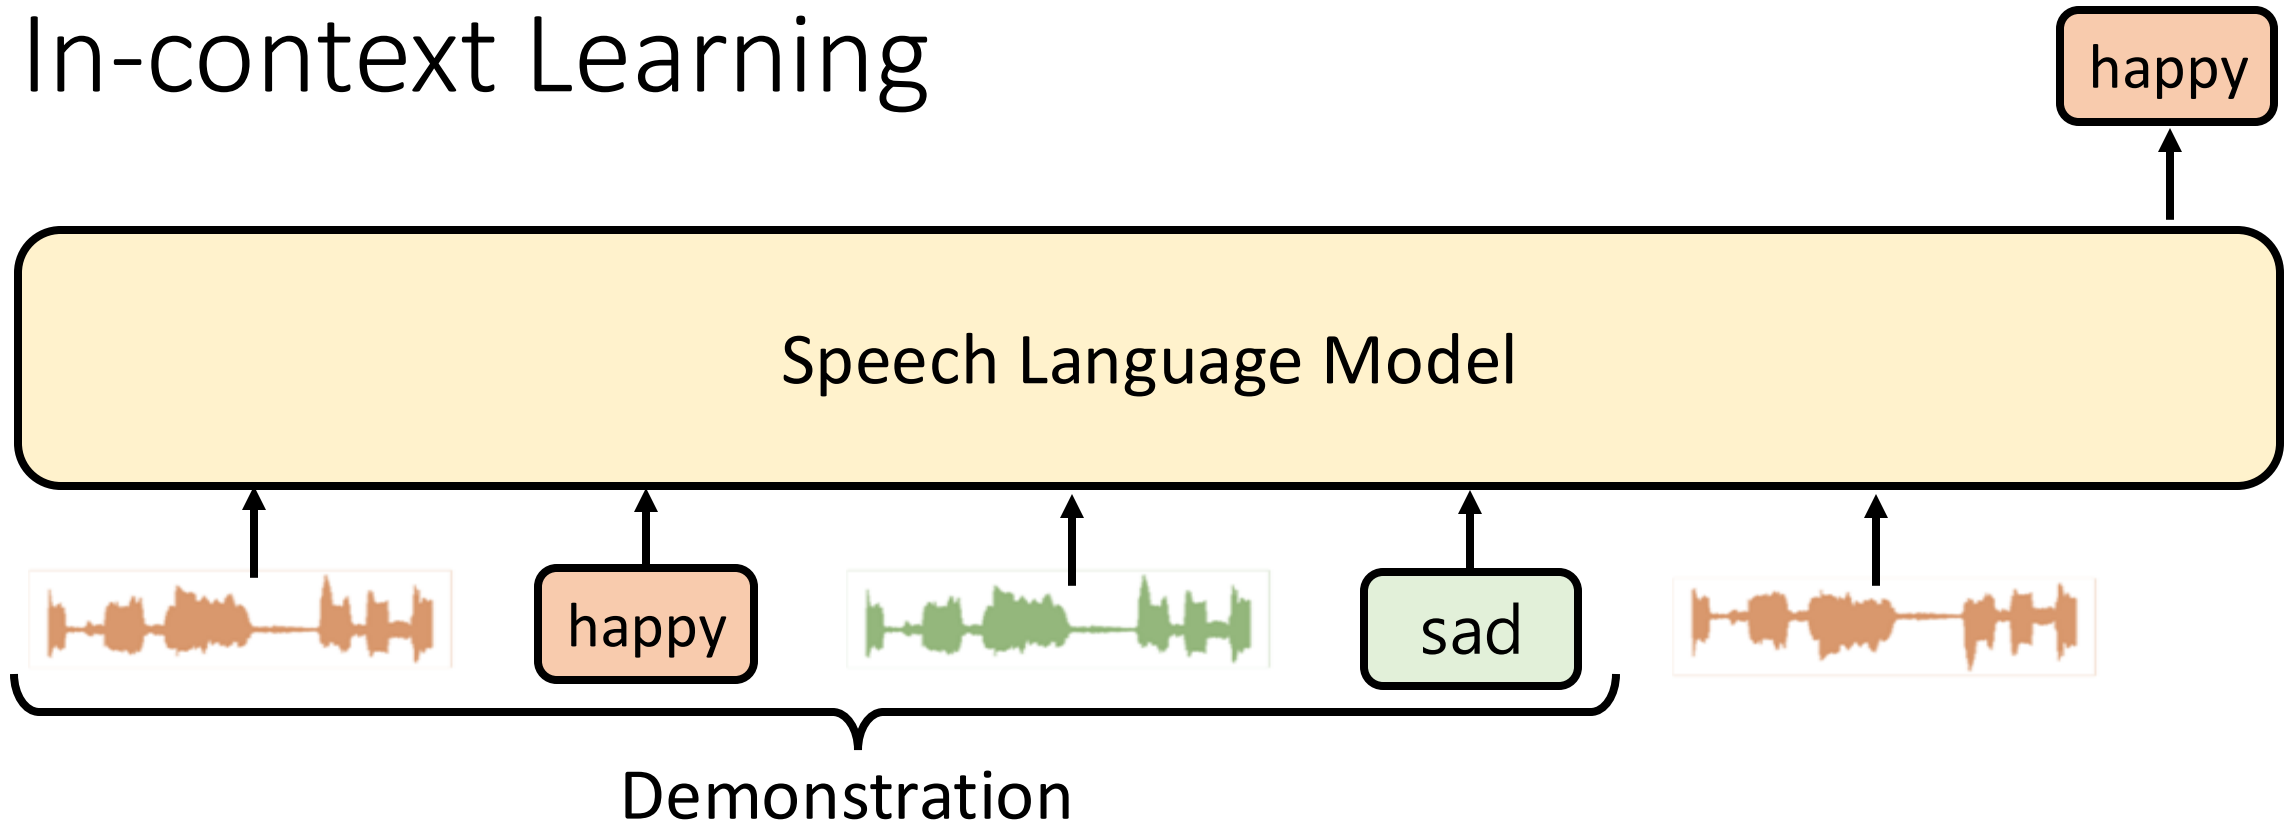 In-context Learning
happy
Speech Language Model
happy
sad
Demonstration